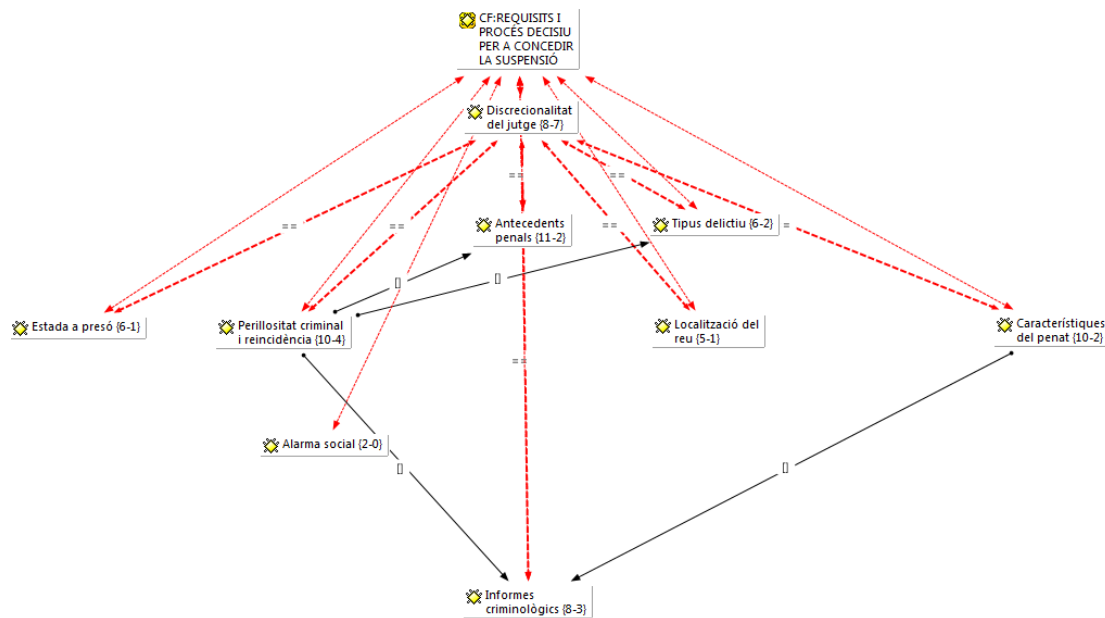 CF:REQUISITS I
PROCÉS DECISIU
PER A CONCEDIR
LA SUSPENSIÓ
Discrecionalitat
del jutge {8-7}
==
==
Antecedents
penals {11-2}
Tipus delictiu {6-2}
==
==
=
[]
[]
Estada a presó {6-1}
Perillositat criminal
i reincidència {10-4}
Localització del
reu {5-1}
Característiques
del penat {10-2}
==
Alarma social {2-0}
[]
[]
Informes
criminològics {8-3}